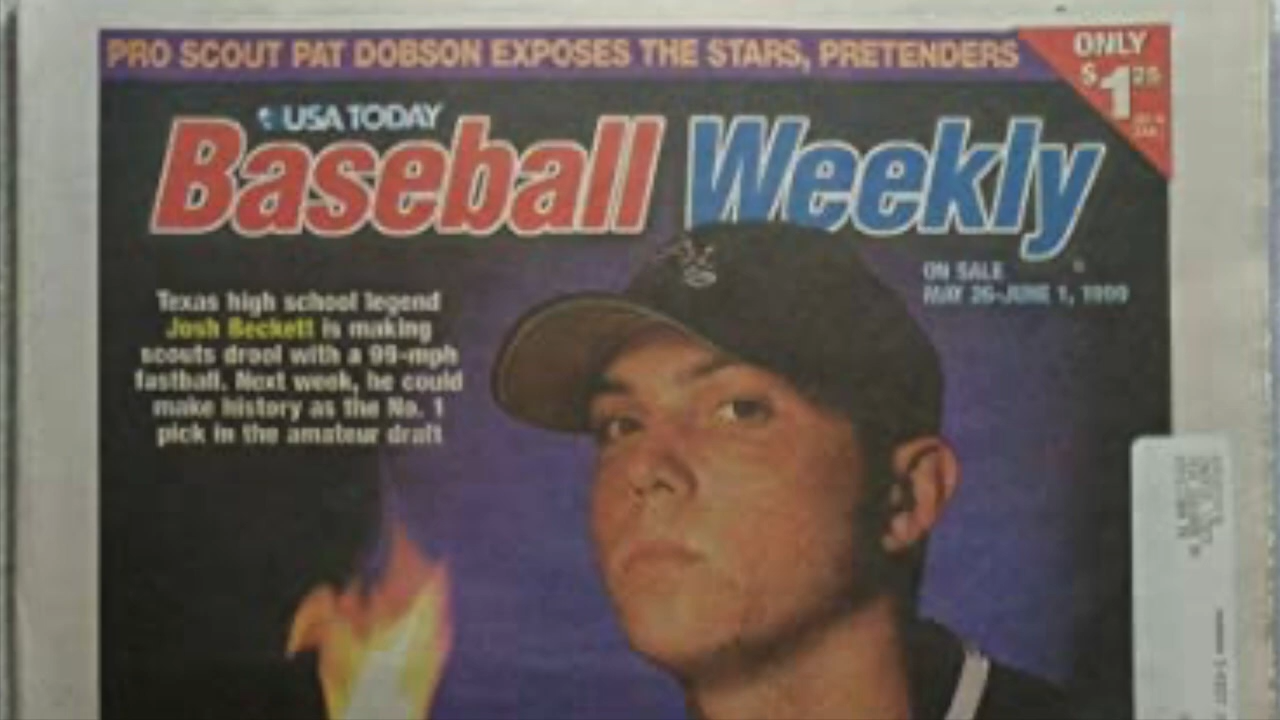 PRO SCOUT PAT DOBSON EXPOSES THE STARS, PRETENDERS
ONLY
$1 25
USA TODAY
Baseball Weekly
ON SALE
MAY 26-JUNE 1, 1999
Texas high school legend
Josh Beckett is making
scouts drool with a 99-mph
fastball. Next week, he could
make history as the No. 1
pick in the amateur draft